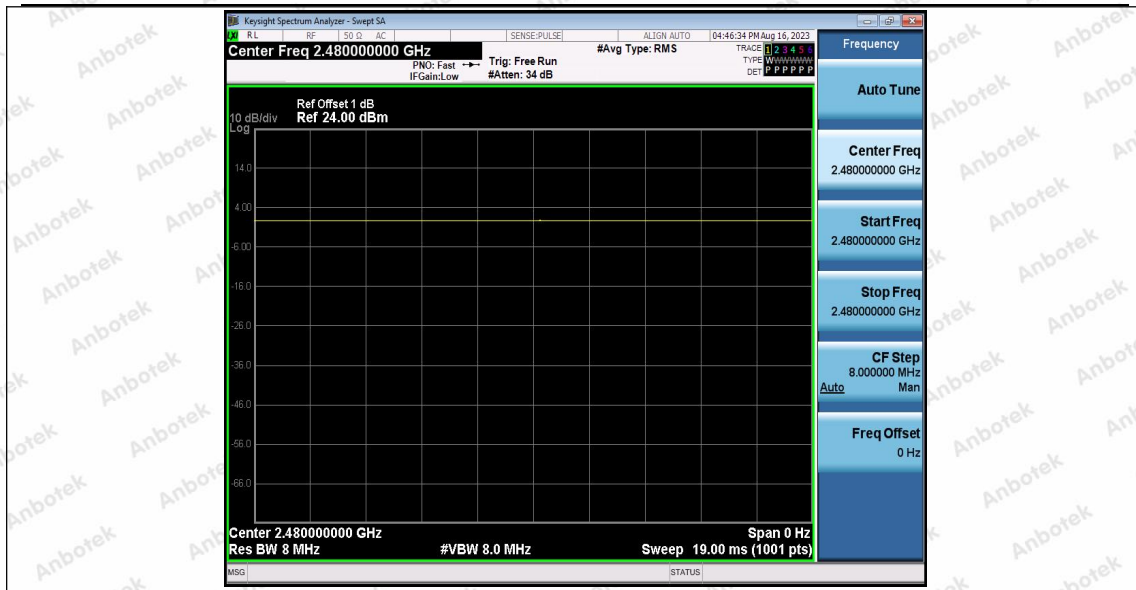 Keysight Spectrum Analyzer - Swept SA
LXI RL RF 50 Ω AC SENSE:PULSE ALIGN AUTO 04:46:34 PM Aug 16, 2023
Center Freq 2.480000000 GHz #Avg Type: RMS TRACE 1 2 3 4 5 6
PNO: Fast Trig: Free Run TYPE WWWWWW
IFGain:Low #Atten: 34 dB DET P P P P P P
Ref Offset 1 dB
10 dB/div Ref 24.00 dBm
Log
14.0
4.00
-6.00
-16.0
-26.0
-36.0
-46.0
-56.0
-66.0
Center 2.480000000 GHz Span 0 Hz
Res BW 8 MHz #VBW 8.0 MHz Sweep 19.00 ms (1001 pts)
MSG STATUS
Frequency
Auto Tune
Center Freq
2.480000000 GHz
Start Freq
2.480000000 GHz
Stop Freq
2.480000000 GHz
CF Step
8.000000 MHz
Auto Man
Freq Offset
0 Hz
Anbotek